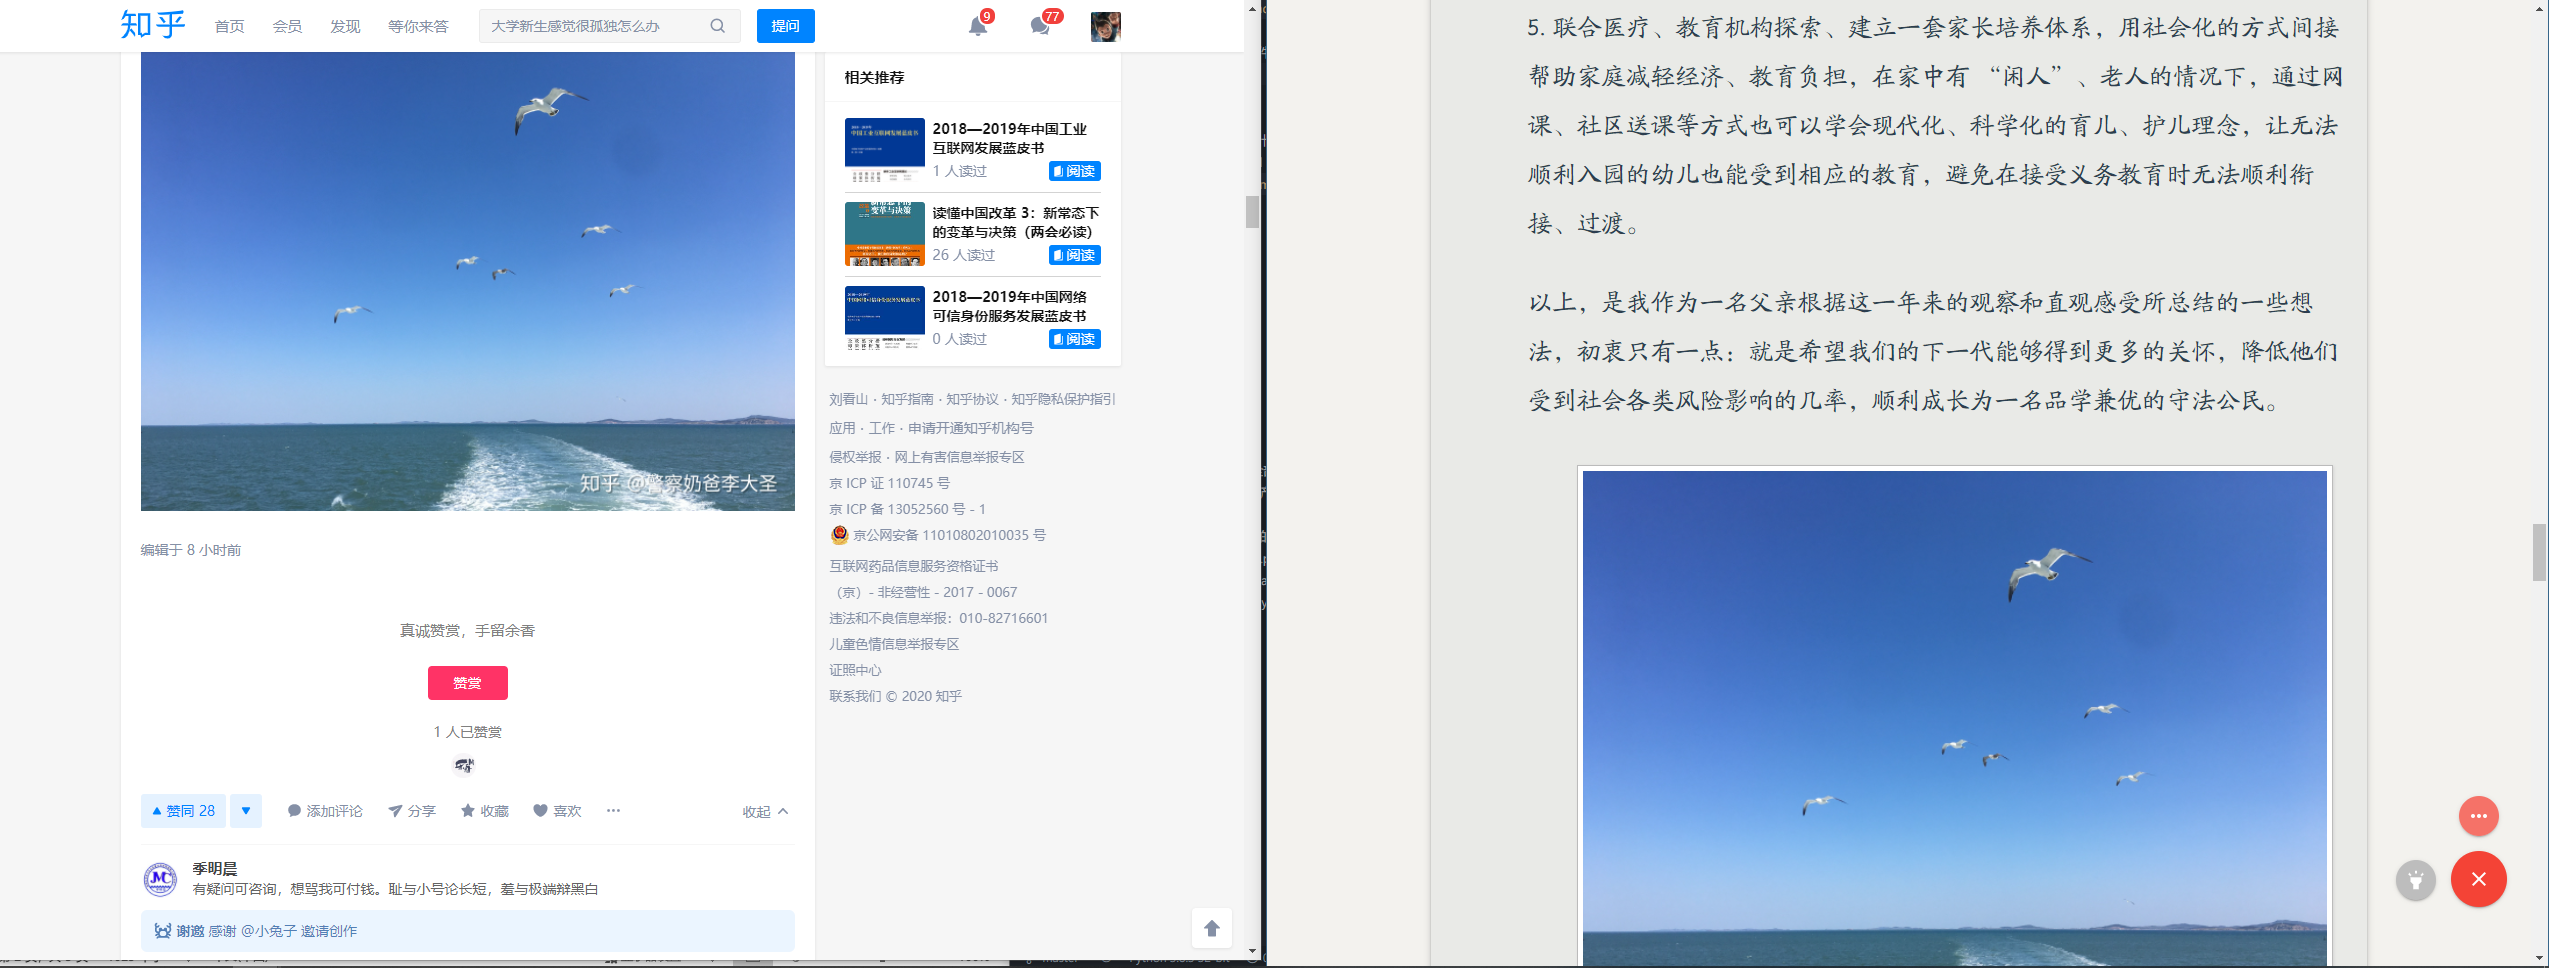 知乎 首页 会员 发现 等你来答 大学新生感觉很孤独怎么办 提问 9 77
知乎 @警察奶爸李大圣
编辑于 8 小时前
真诚赞赏，手留余香
赞赏
1 人已赞赏
赞同 28 添加评论 分享 收藏 喜欢 收起
季明晨
有疑问可咨询，想骂我可付钱。耻与小号论长短，羞与极端辩黑白
谢邀 感谢 @小兔子 邀请创作
相关推荐
2018—2019年中国工业
互联网发展蓝皮书
1 人读过 阅读
读懂中国改革 3：新常态下
的变革与决策（两会必读）
26 人读过 阅读
2018—2019年中国网络
可信身份服务发展蓝皮书
0 人读过 阅读
刘看山 · 知乎指南 · 知乎协议 · 知乎隐私保护指引
应用 · 工作 · 申请开通知乎机构号
侵权举报 · 网上有害信息举报专区
京 ICP 证 110745 号
京 ICP 备 13052560 号 - 1
京公网安备 11010802010035 号
互联网药品信息服务资格证书
（京）- 非经营性 - 2017 - 0067
违法和不良信息举报：010-82716601
儿童色情信息举报专区
证照中心
联系我们 © 2020 知乎
5. 联合医疗、教育机构探索、建立一套家长培养体系，用社会化的方式间接
帮助家庭减轻经济、教育负担，在家中有 “闲人”、老人的情况下，通过网
课、社区送课等方式也可以学会现代化、科学化的育儿、护儿理念，让无法
顺利入园的幼儿也能受到相应的教育，避免在接受义务教育时无法顺利衔
接、过渡。
以上，是我作为一名父亲根据这一年来的观察和直观感受所总结的一些想
法，初衷只有一点：就是希望我们的下一代能够得到更多的关怀，降低他们
受到社会各类风险影响的几率，顺利成长为一名品学兼优的守法公民。